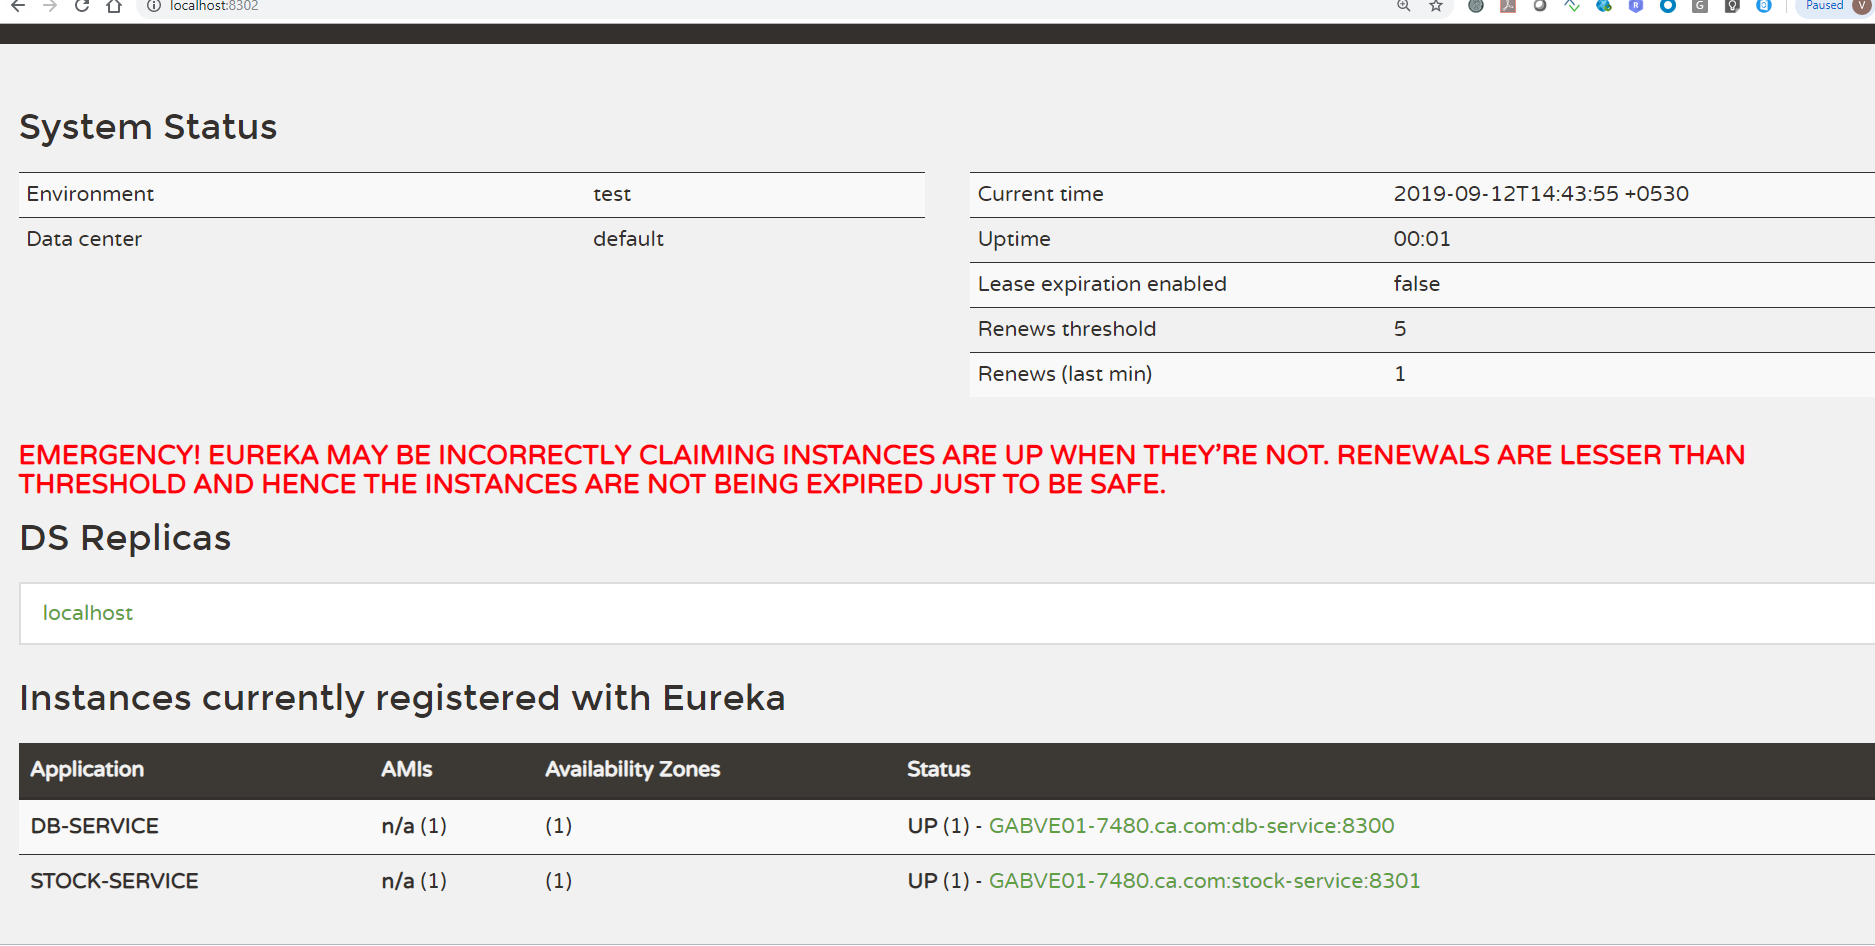 localhost:8302
Paused
V
System Status
Environment test
Data center default
Current time 2019-09-12T14:43:55 +0530
Uptime 00:01
Lease expiration enabled false
Renews threshold 5
Renews (last min) 1
EMERGENCY! EUREKA MAY BE INCORRECTLY CLAIMING INSTANCES ARE UP WHEN THEY’RE NOT. RENEWALS ARE LESSER THAN
THRESHOLD AND HENCE THE INSTANCES ARE NOT BEING EXPIRED JUST TO BE SAFE.
DS Replicas
localhost
Instances currently registered with Eureka
Application AMIs Availability Zones Status
DB-SERVICE n/a (1) (1) UP (1) - GABVE01-7480.ca.com:db-service:8300
STOCK-SERVICE n/a (1) (1) UP (1) - GABVE01-7480.ca.com:stock-service:8301